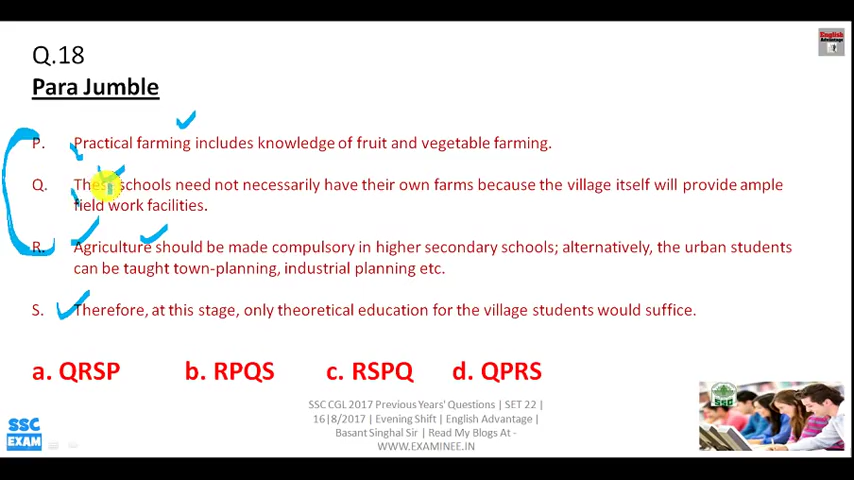 Q.18
English
Advantage
Para Jumble
P. Practical farming includes knowledge of fruit and vegetable farming.
Q. These schools need not necessarily have their own farms because the village itself will provide ample
field work facilities.
R. Agriculture should be made compulsory in higher secondary schools; alternatively, the urban students
can be taught town-planning, industrial planning etc.
S. Therefore, at this stage, only theoretical education for the village students would suffice.
a. QRSP b. RPQS c. RSPQ d. QPRS
SSC CGL 2017 Previous Years' Questions | SET 22 |
16|8/2017 | Evening Shift | English Advantage |
Basant Singhal Sir | Read My Blogs At -
WWW.EXAMINEE.IN
SSC
EXAM
SSC